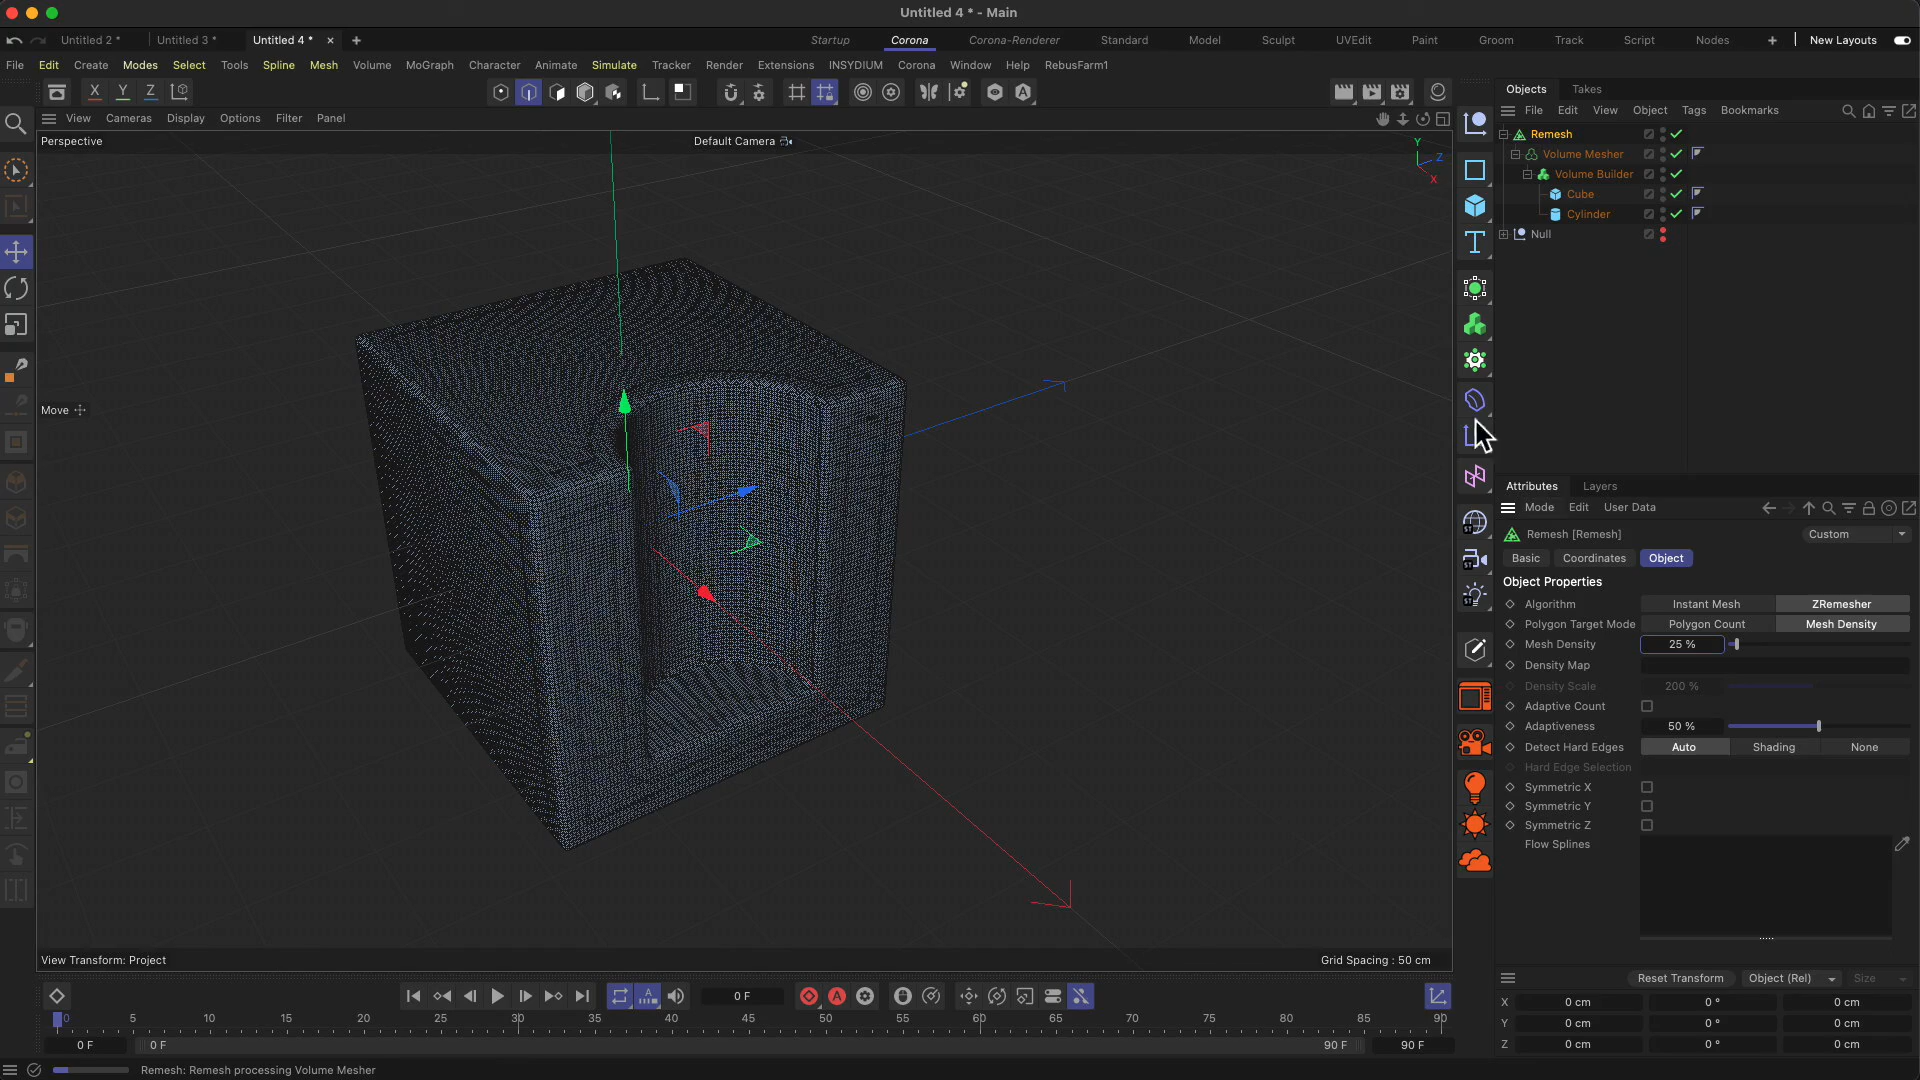 Untitled 4 * - Main
Untitled 2 *
Untitled 3 *
Untitled 4 *
Startup
Corona
Corona-Renderer
Standard
Model
Sculpt
UVEdit
Paint
Groom
Track
Script
Nodes
New Layouts
File Edit Create Modes Select Tools Spline Mesh Volume MoGraph Character Animate Simulate Tracker Render Extensions INSYDIUM Corona Window Help RebusFarm1
X Y Z
Objects Takes
File Edit View Object Tags Bookmarks
View Cameras Display Options Filter Panel
Perspective
Default Camera
Y
Z
X
Remesh
Volume Mesher
Volume Builder
Cube
Cylinder
Null
Move
Attributes Layers
Mode Edit User Data
Remesh [Remesh]
Custom
Basic Coordinates Object
Object Properties
Algorithm Instant Mesh ZRemesher
Polygon Target Mode Polygon Count Mesh Density
Mesh Density 25 %
Density Map
Density Scale 200 %
Adaptive Count
Adaptiveness 50 %
Detect Hard Edges Auto Shading None
Hard Edge Selection
Symmetric X
Symmetric Y
Symmetric Z
Flow Splines
View Transform: Project
Grid Spacing : 50 cm
Reset Transform Object (Rel) Size
0 F
0 5 10 15 20 25 30 35 40 45 50 55 60 65 70 75 80 85 90
0 F 0 F 90 F 90 F
X 0 cm 0 ° 0 cm
Y 0 cm 0 ° 0 cm
Z 0 cm 0 ° 0 cm
Remesh: Remesh processing Volume Mesher